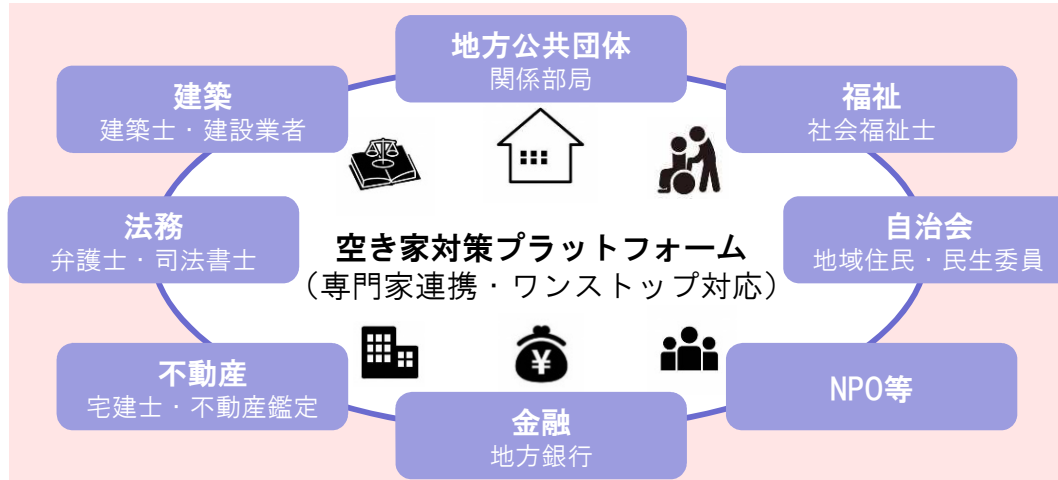 地方公共団体
関係部局
建築
建築士・建設業者
福祉
社会福祉士
法務
弁護士・司法書士
自治会
地域住民・民生委員
空き家対策プラットフォーム
（専門家連携・ワンストップ対応）
不動産
宅建士・不動産鑑定
NPO等
金融
地方銀行
¥